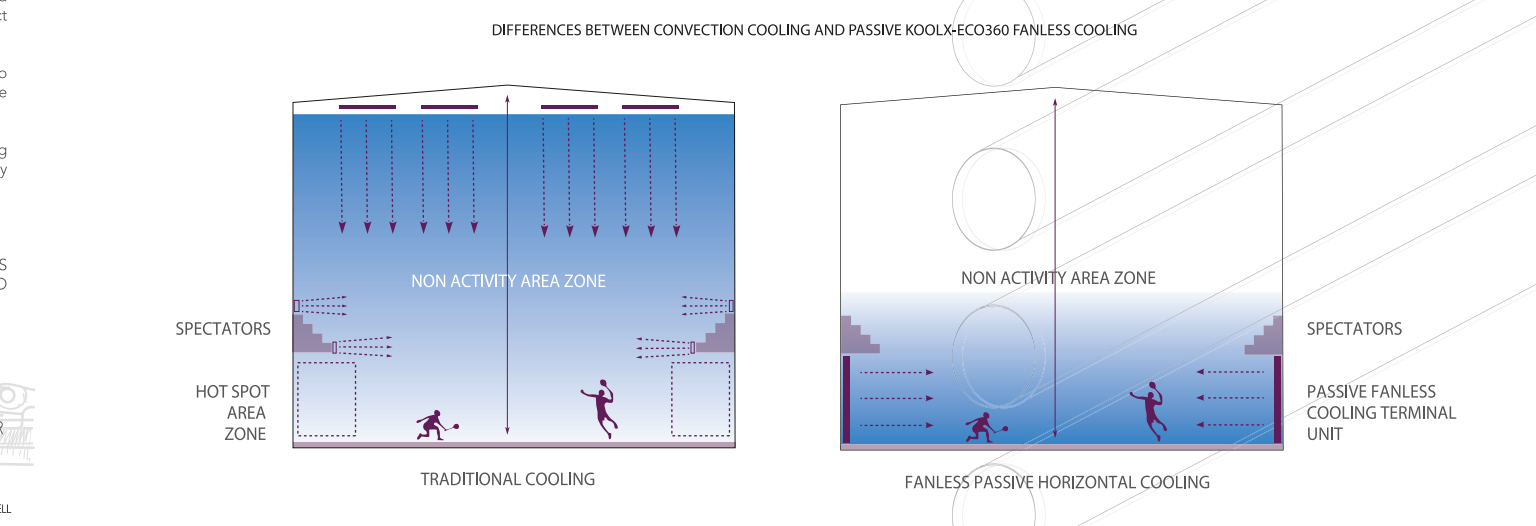 DIFFERENCES BETWEEN CONVECTION COOLING AND PASSIVE KOOLX-ECO360 FANLESS COOLING
NON ACTIVITY AREA ZONE
SPECTATORS
HOT SPOT
AREA
ZONE
TRADITIONAL COOLING
NON ACTIVITY AREA ZONE
SPECTATORS
PASSIVE FANLESS
COOLING TERMINAL
UNIT
FANLESS PASSIVE HORIZONTAL COOLING